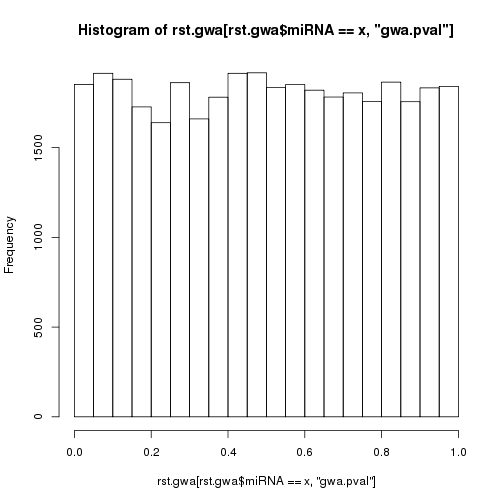 Histogram of rst.gwa[rst.gwa$miRNA == x, "gwa.pval"]
Frequency
1500
1000
500
0
0.0 0.2 0.4 0.6 0.8 1.0
rst.gwa[rst.gwa$miRNA == x, "gwa.pval"]